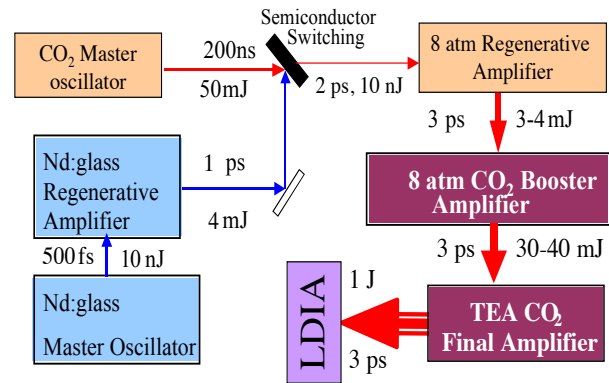 Semiconductor
Switching
CO₂ Master
oscillator
200ns
50mJ
2 ps, 10 nJ
8 atm Regenerative
Amplifier
3 ps
3-4 mJ
Nd:glass
Regenerative
Amplifier
1 ps
4 mJ
8 atm CO₂ Booster
Amplifier
500 fs
10 nJ
3 ps
30-40 mJ
Nd:glass
Master Oscillator
LDIA
1 J
3 ps
TEA CO₂
Final Amplifier